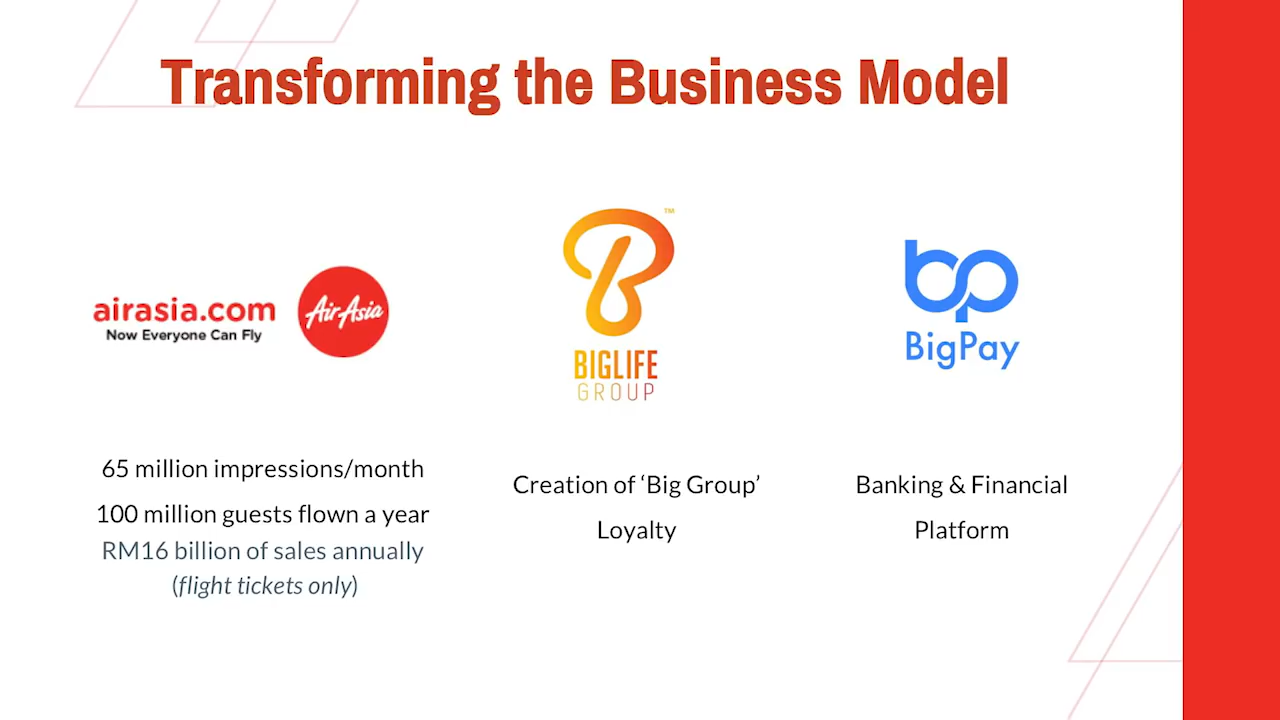 Transforming the Business Model
airasia.com
Now Everyone Can Fly
AirAsia
65 million impressions/month
100 million guests flown a year
RM16 billion of sales annually
(flight tickets only)
™
BIGLIFE
GROUP
Creation of ‘Big Group’
Loyalty
bp
BigPay
Banking & Financial
Platform